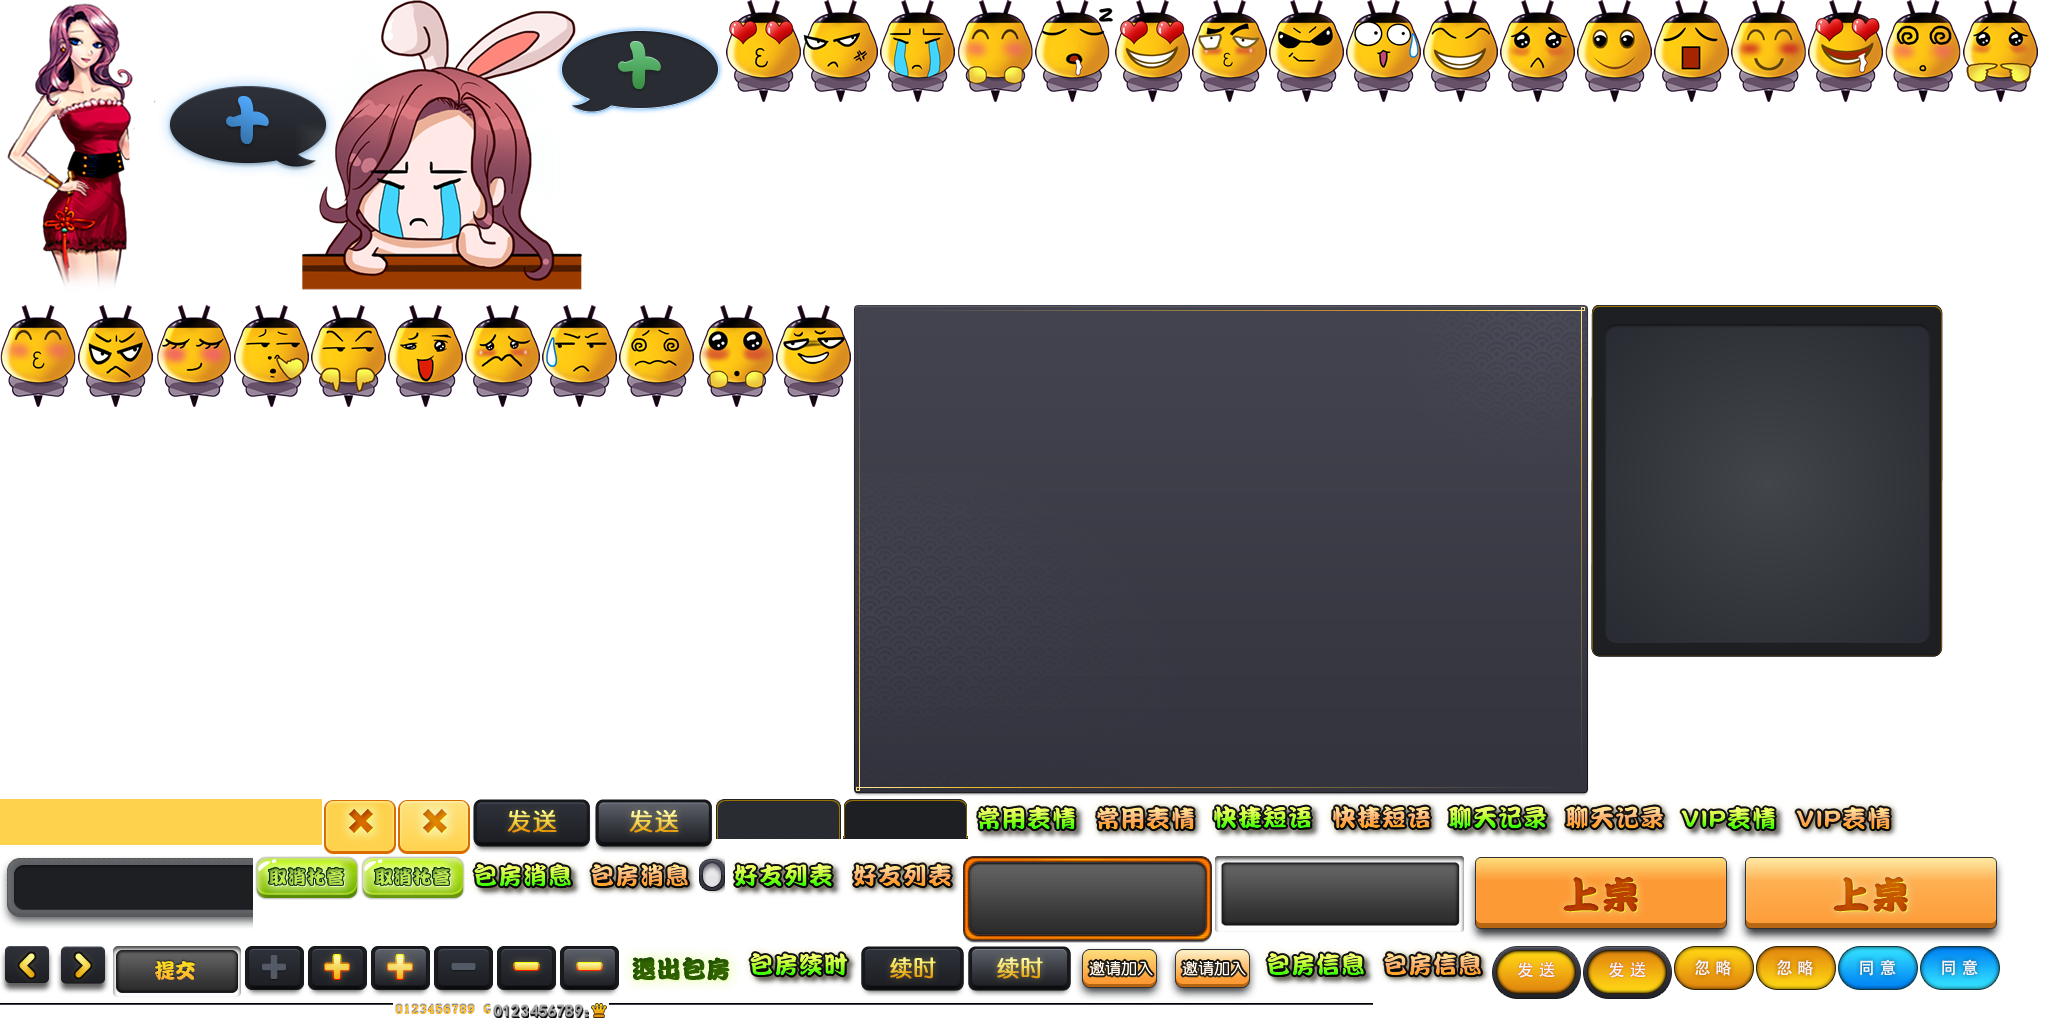 z
发送 发送 常用表情 常用表情 快捷短语 快捷短语 聊天记录 聊天记录 VIP表情 VIP表情
取消托管 取消托管 包房消息 包房消息 好友列表 好友列表 上桌 上桌
提交 退出包房 包房续时 续时 续时 邀请加入 邀请加入 包房信息 包房信息 发送 发送 忽略 忽略 同意 同意
0123456789 G 0123456789: